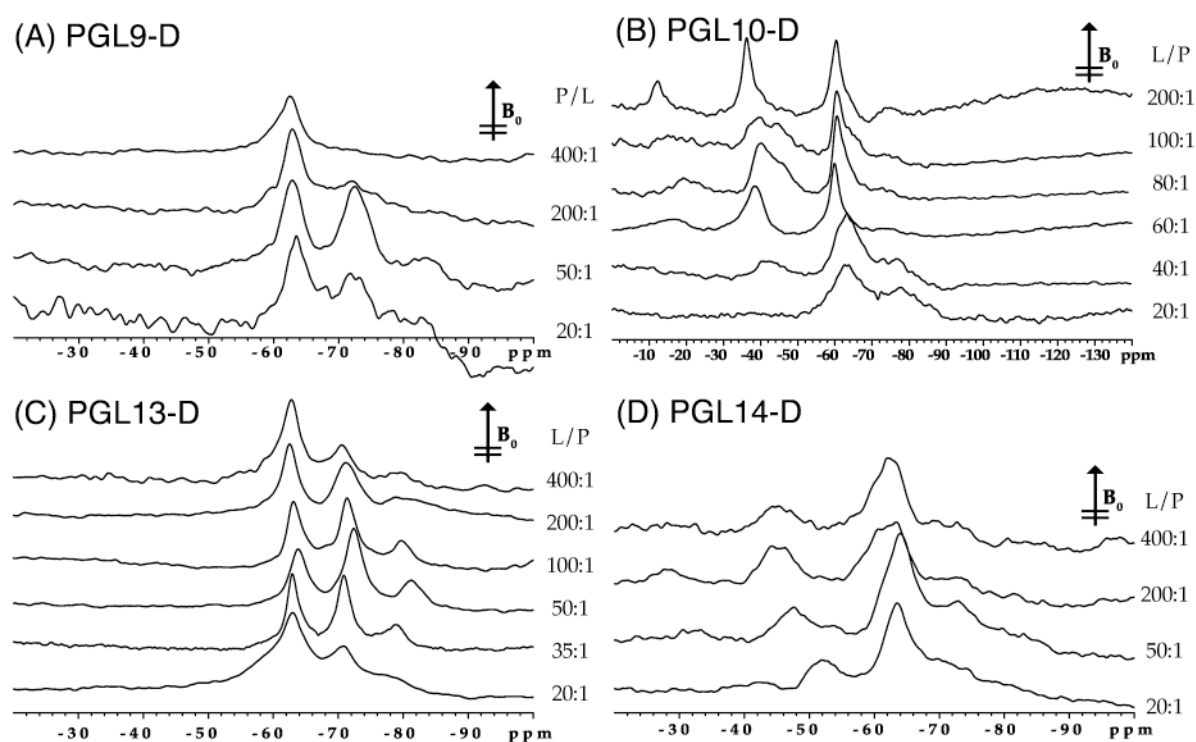 (A) PGL9-D
B₀
P/L
400:1
200:1
50:1
20:1
-30 -40 -50 -60 -70 -80 -90 ppm
(B) PGL10-D
B₀
L/P
200:1
100:1
80:1
60:1
40:1
20:1
-10 -20 -30 -40 -50 -60 -70 -80 -90 -100 -110 -120 -130 ppm
(C) PGL13-D
B₀
L/P
400:1
200:1
100:1
50:1
35:1
20:1
-30 -40 -50 -60 -70 -80 -90 ppm
(D) PGL14-D
B₀
L/P
400:1
200:1
50:1
20:1
-30 -40 -50 -60 -70 -80 -90 ppm